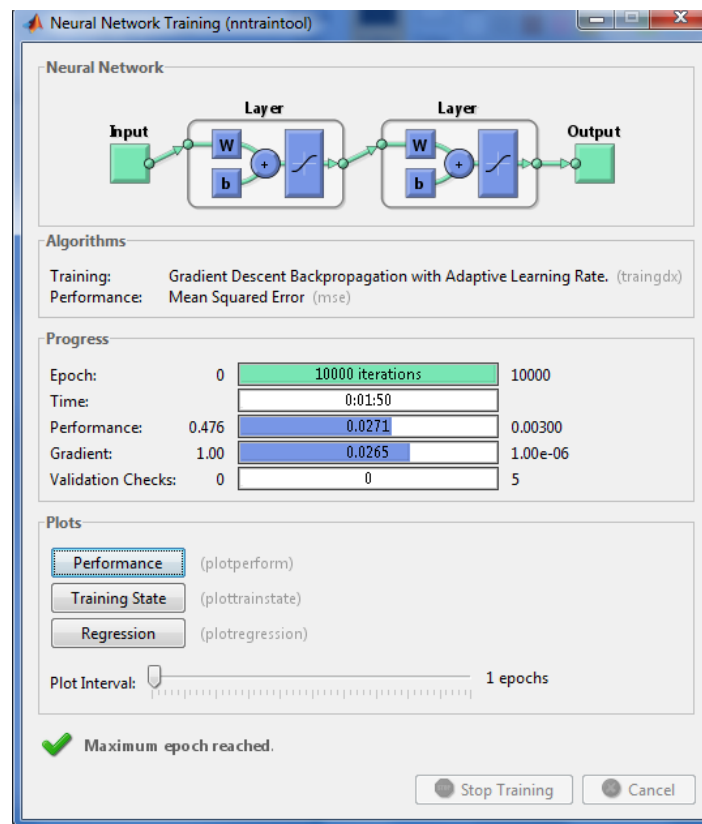 Neural Network Training (nntraintool)
Neural Network
Layer Layer
Input Output
W W
+ +
b b
Algorithms
Training: Gradient Descent Backpropagation with Adaptive Learning Rate. (traingdx)
Performance: Mean Squared Error (mse)
Progress
Epoch: 0 10000 iterations 10000
Time: 0:01:50
Performance: 0.476 0.0271 0.00300
Gradient: 1.00 0.0265 1.00e-06
Validation Checks: 0 0 5
Plots
Performance (plotperform)
Training State (plottrainstate)
Regression (plotregression)
Plot Interval: 1 epochs
Maximum epoch reached.
Stop Training Cancel